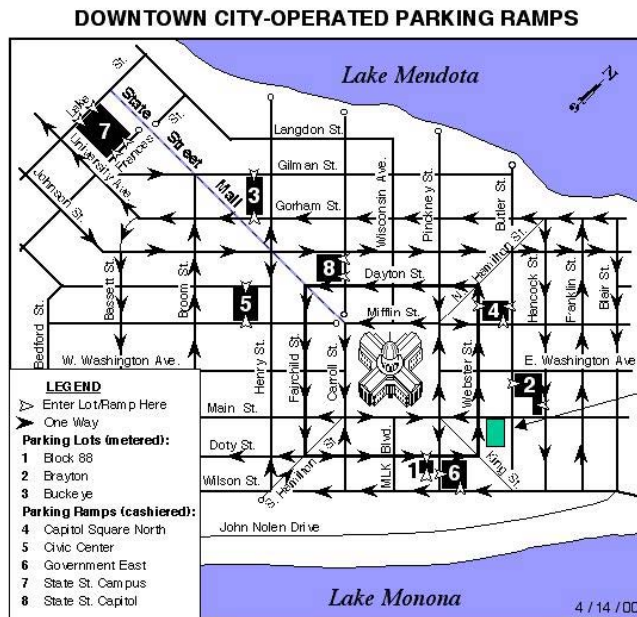 DOWNTOWN CITY-OPERATED PARKING RAMPS
Lake Mendota
N
St.
Lake
State
Street
Mall
St.
Frances
7
University Ave.
Johnson St.
Langdon St.
Gilman St.
3
Gorham St.
Wisconsin Ave.
Pinckney St.
Butler St.
N. Hamilton St.
8
Dayton St.
Bassett St.
Broom St.
5
4
Hancock St.
Franklin St.
Blair St.
Mifflin St.
Bedford St.
W. Washington Ave.
Henry St.
Fairchild St.
Carroll St.
Webster St.
E. Washington Ave.
2
LEGEND
Enter Lot/Ramp Here
One Way
Parking Lots (metered):
1 Block 88
2 Brayton
3 Buckeye
Parking Ramps (cashiered):
4 Capitol Square North
5 Civic Center
6 Government East
7 State St. Campus
8 State St. Capitol
Main St.
Doty St.
Wilson St.
S. Hamilton St.
MLK Blvd.
1
6
King St.
John Nolen Drive
Lake Monona
4/14/00